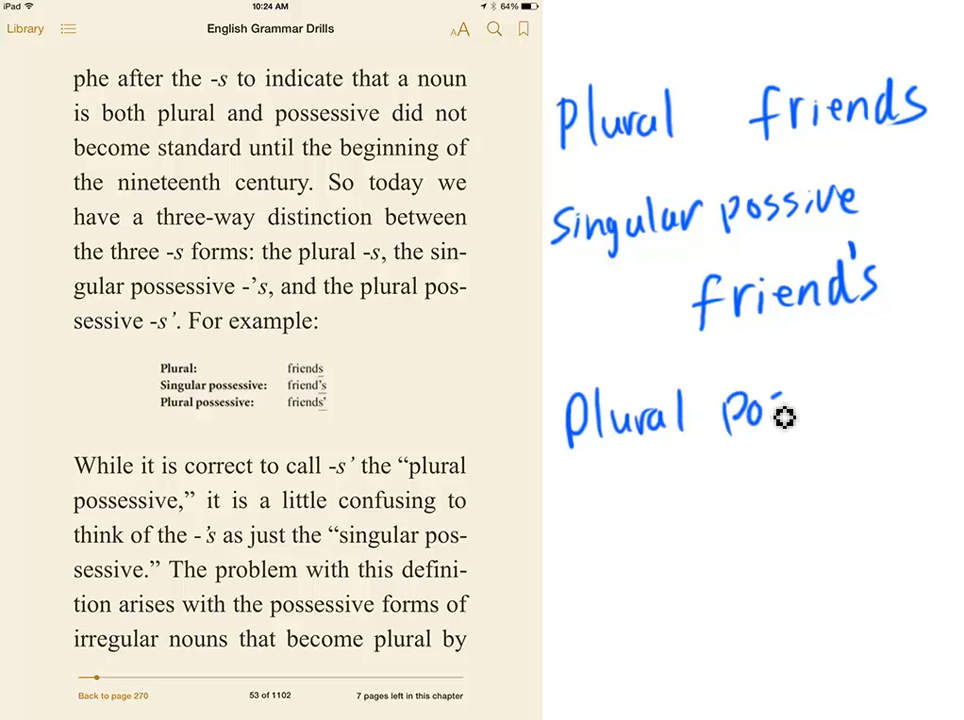 iPad 10:24 AM 64%
Library English Grammar Drills AA
phe after the -s to indicate that a noun
is both plural and possessive did not
become standard until the beginning of
the nineteenth century. So today we
have a three-way distinction between
the three -s forms: the plural -s, the sin-
gular possessive -’s, and the plural pos-
sessive -s’. For example:
Plural: friends
Singular possessive: friend’s
Plural possessive: friends’
While it is correct to call -s’ the “plural
possessive,” it is a little confusing to
think of the -’s as just the “singular pos-
sessive.” The problem with this defini-
tion arises with the possessive forms of
irregular nouns that become plural by
Back to page 270 53 of 1102 7 pages left in this chapter
Plural friends
Singular possive
friend's
Plural po